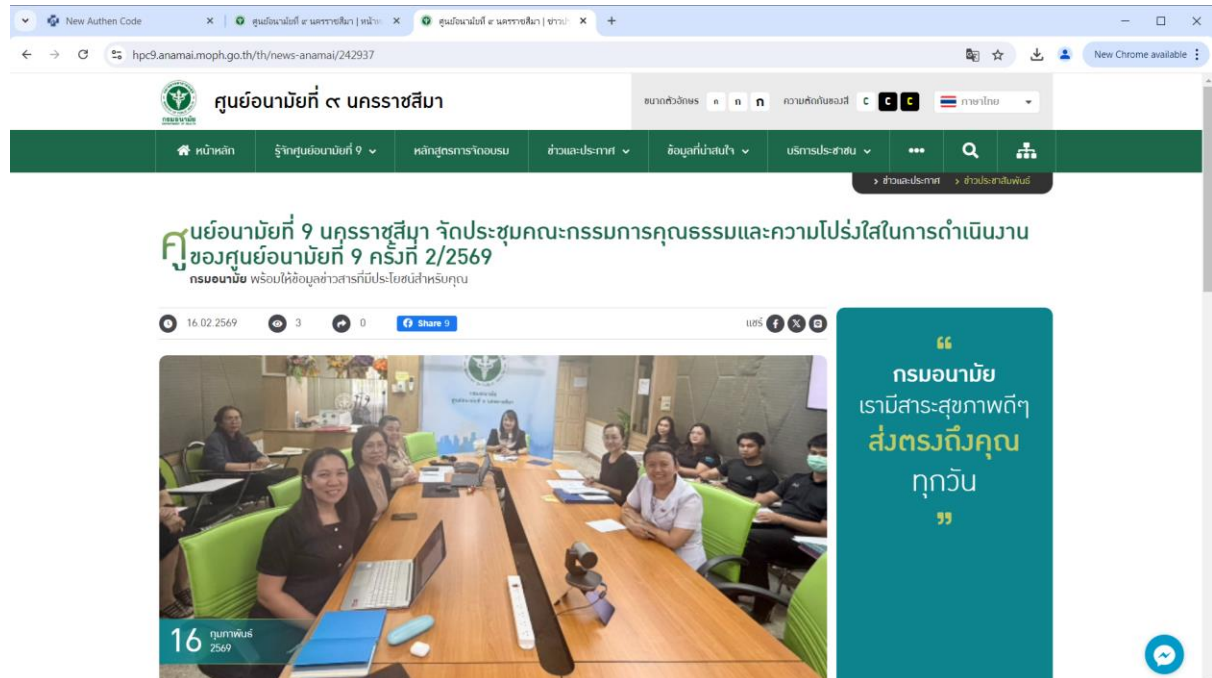 New Authen Code
ศูนย์อนามัยที่ ๙ นครราชสีมา | หน้าห
ศูนย์อนามัยที่ ๙ นครราชสีมา | ข่าวปร
hpc9.anamai.moph.go.th/th/news-anamai/242937
New Chrome available
กรมอนามัย
ศูนย์อนามัยที่ ๙ นครราชสีมา
ขนาดตัวอักษร ก ก ก ความตัดกันของสี C C C ภาษาไทย
หน้าหลัก รู้จักศูนย์อนามัยที่ 9 หลักสูตรการจัดอบรม ข่าวและประกาศ ข้อมูลที่น่าสนใจ บริการประชาชน
> ข่าวและประกาศ > ข่าวประชาสัมพันธ์
ศูนย์อนามัยที่ 9 นครราชสีมา จัดประชุมคณะกรรมการคุณธรรมและความโปร่งใสในการดำเนินงาน
ของศูนย์อนามัยที่ 9 ครั้งที่ 2/2569
กรมอนามัย พร้อมให้ข้อมูลข่าวสารที่มีประโยชน์สำหรับคุณ
16.02.2569 3 0 Share 9 แชร์
“
กรมอนามัย
เรามีสาระสุขภาพดีๆ
ส่งตรงถึงคุณ
ทุกวัน
”
16 กุมภาพันธ์
2569